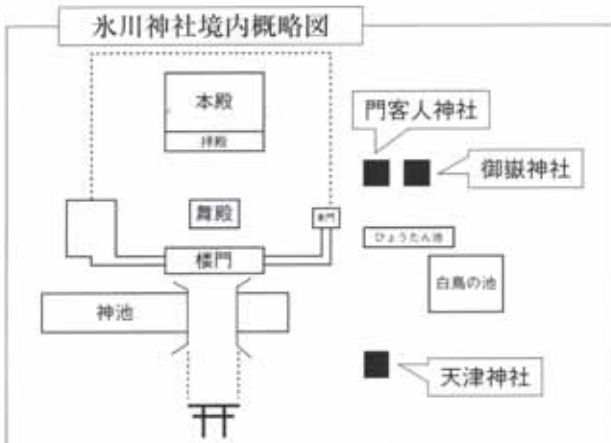 氷川神社境内概略図
本殿
拝殿
門客人神社
御嶽神社
舞殿
東門
ひょうたん池
楼門
白鳥の池
神池
天津神社